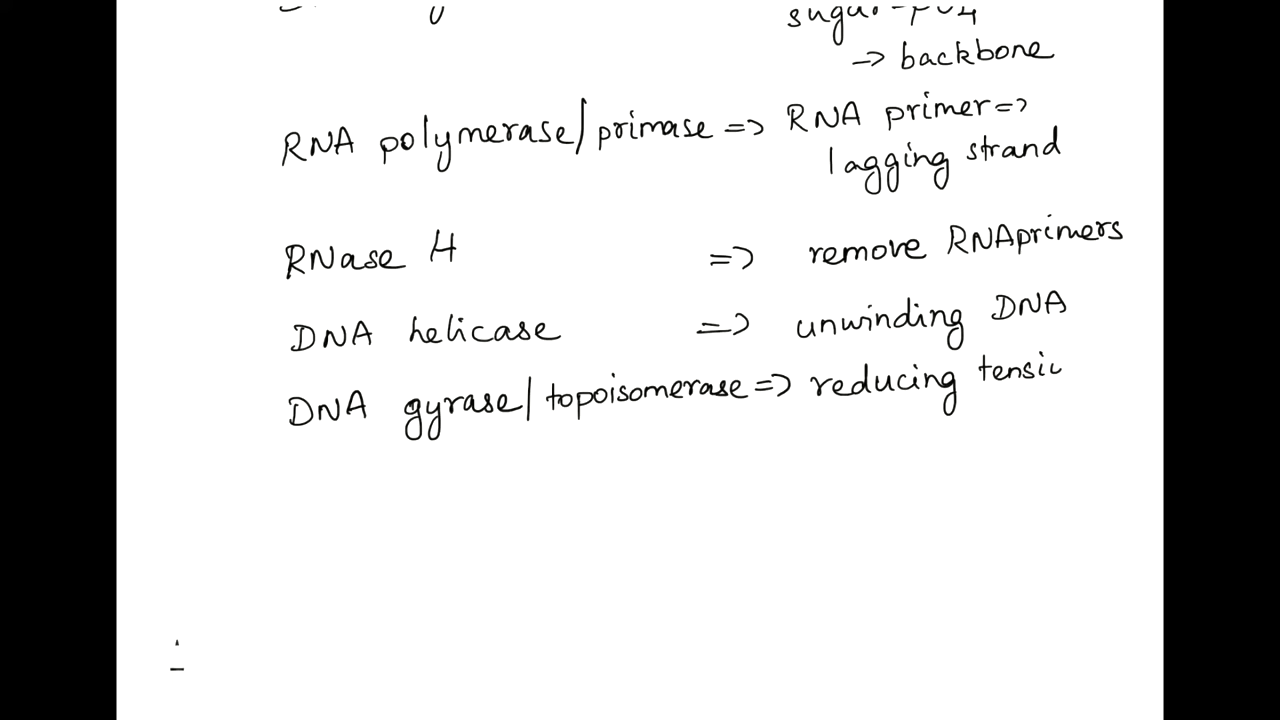 → backbone
RNA polymerase/primase => RNA primer =>
lagging strand
RNase H => remove RNAprimers
DNA helicase => unwinding DNA
DNA gyrase/topoisomerase => reducing